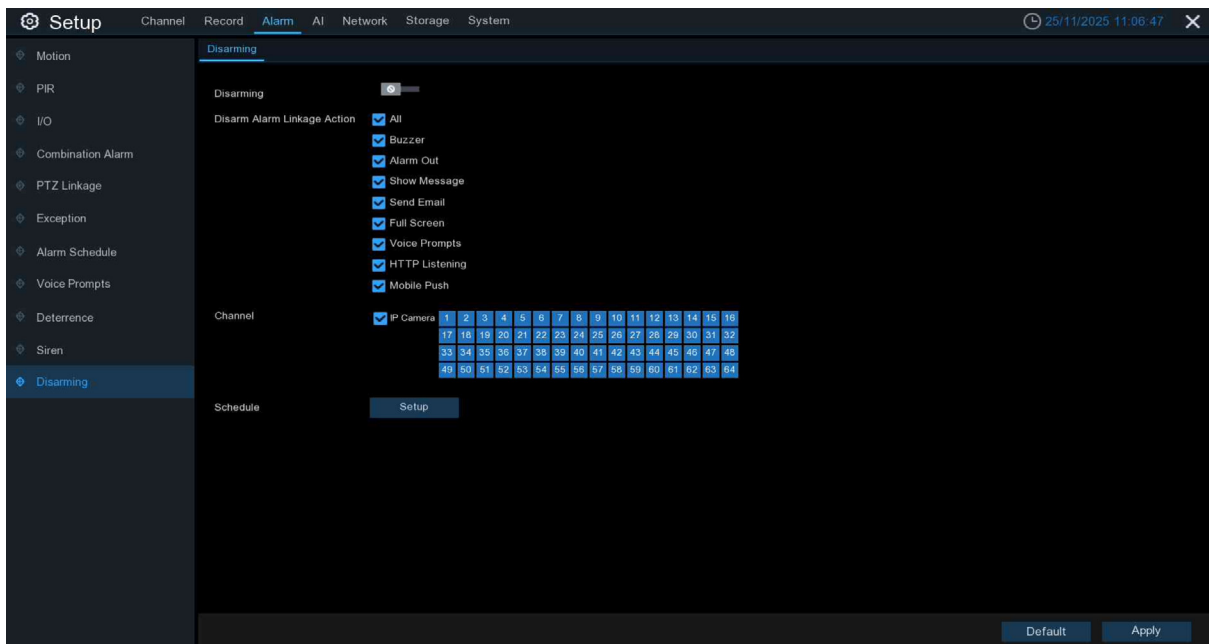 Setup Channel Record Alarm AI Network Storage System 25/11/2025 11:06:47
Motion
PIR
I/O
Combination Alarm
PTZ Linkage
Exception
Alarm Schedule
Voice Prompts
Deterrence
Siren
Disarming
Disarming
Disarming
Disarm Alarm Linkage Action All
Buzzer
Alarm Out
Show Message
Send Email
Full Screen
Voice Prompts
HTTP Listening
Mobile Push
Channel IP Camera 1 2 3 4 5 6 7 8 9 10 11 12 13 14 15 16
17 18 19 20 21 22 23 24 25 26 27 28 29 30 31 32
33 34 35 36 37 38 39 40 41 42 43 44 45 46 47 48
49 50 51 52 53 54 55 56 57 58 59 60 61 62 63 64
Schedule Setup
Default Apply